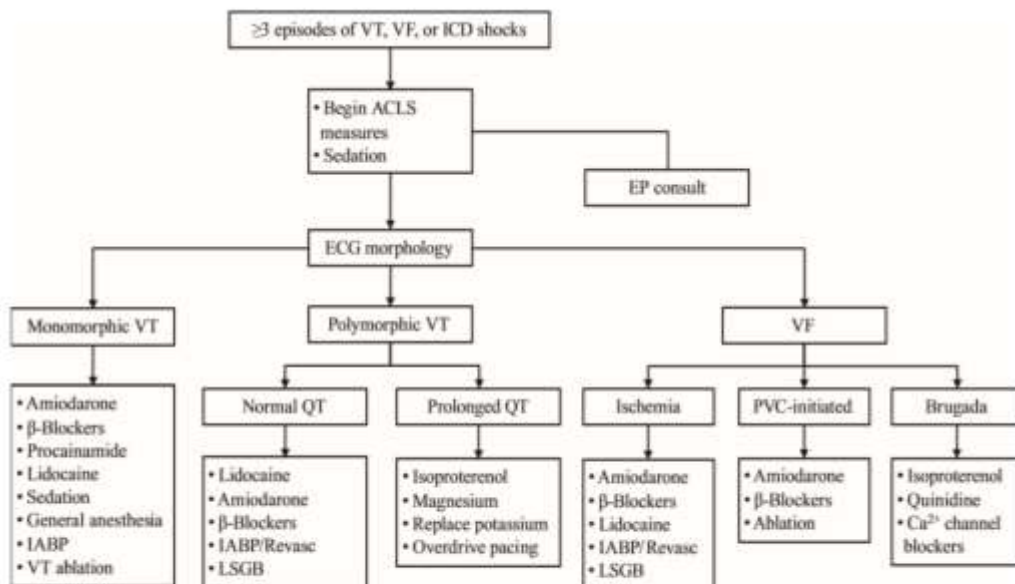 ≥3 episodes of VT, VF, or ICD shocks
• Begin ACLS
measures
• Sedation
EP consult
ECG morphology
Monomorphic VT
Polymorphic VT
VF
Normal QT
Prolonged QT
Ischemia
PVC-initiated
Brugada
• Amiodarone
• β-Blockers
• Procainamide
• Lidocaine
• Sedation
• General anesthesia
• IABP
• VT ablation
• Lidocaine
• Amiodarone
• β-Blockers
• IABP/Revasc
• LSGB
• Isoproterenol
• Magnesium
• Replace potassium
• Overdrive pacing
• Amiodarone
• β-Blockers
• Lidocaine
• IABP/Revasc
• LSGB
• Amiodarone
• β-Blockers
• Ablation
• Isoproterenol
• Quinidine
• Ca²⁺ channel
blockers